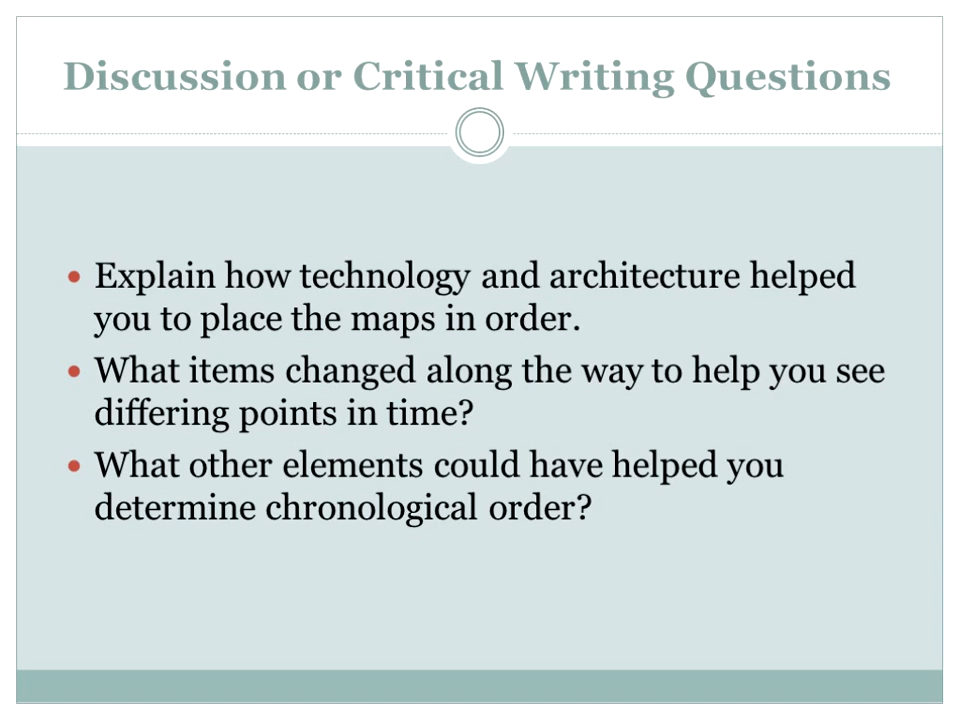 Discussion or Critical Writing Questions
• Explain how technology and architecture helped
you to place the maps in order.
• What items changed along the way to help you see
differing points in time?
• What other elements could have helped you
determine chronological order?